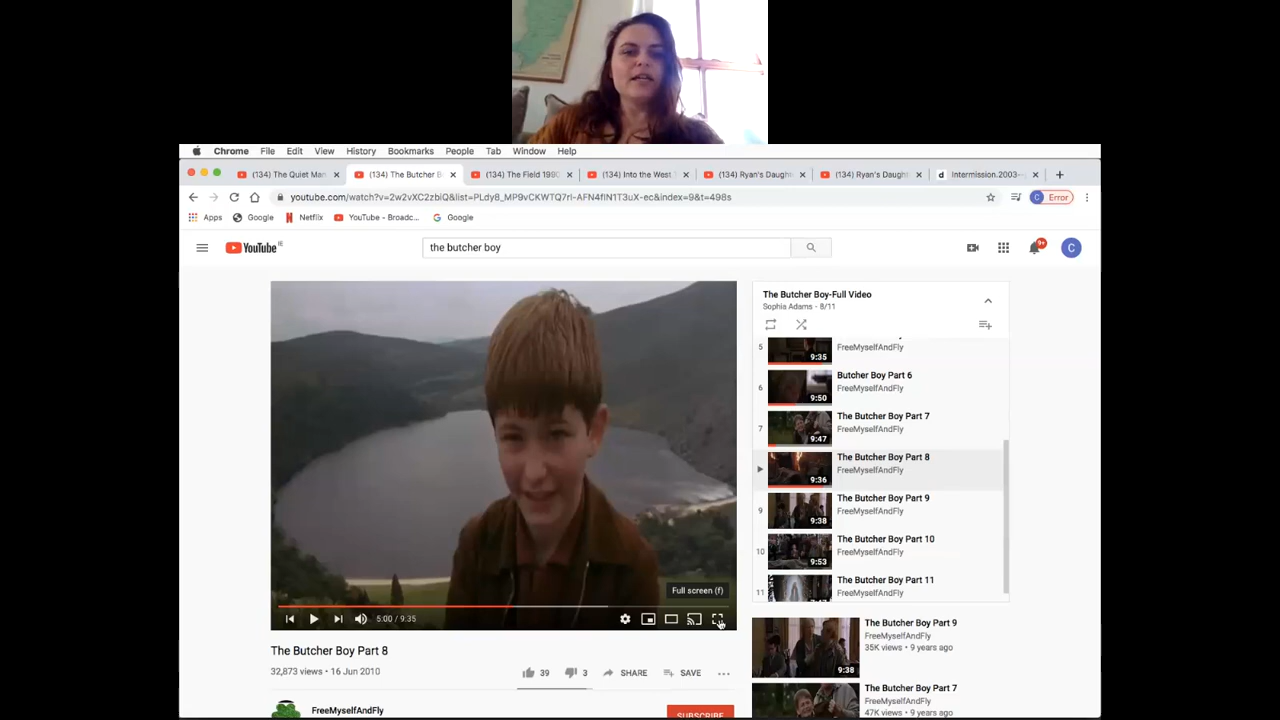 Chrome File Edit View History Bookmarks People Tab Window Help
(134) The Quiet Man × (134) The Butcher B × (134) The Field 199 × (134) Into the West × (134) Ryan's Daught × (134) Ryan's Daught × Intermission.2003 × +
youtube.com/watch?v=2w2vXC2zbiQ&list=PLdy8_MP9vCKWTQ7rl-AFN4fIN1T3uX-ec&index=9&t=498s C Error
Apps Google Netflix YouTube - Broadc... Google
YouTube IE the butcher boy 9+ C
The Butcher Boy-Full Video
Sophia Adams - 8/11
5 FreeMyselfAndFly
9:35
Butcher Boy Part 6
6 FreeMyselfAndFly
9:50
The Butcher Boy Part 7
7 FreeMyselfAndFly
9:47
The Butcher Boy Part 8
FreeMyselfAndFly
9:36
The Butcher Boy Part 9
9 FreeMyselfAndFly
9:38
The Butcher Boy Part 10
10 FreeMyselfAndFly
9:53
The Butcher Boy Part 11
11 FreeMyselfAndFly
Full screen (f)
5:00 / 9:35
The Butcher Boy Part 8
32,873 views • 16 Jun 2010
39 3 SHARE SAVE
FreeMyselfAndFly
SUBSCRIBE
The Butcher Boy Part 9
FreeMyselfAndFly
35K views • 9 years ago
9:38
The Butcher Boy Part 7
FreeMyselfAndFly
47K views • 9 years ago